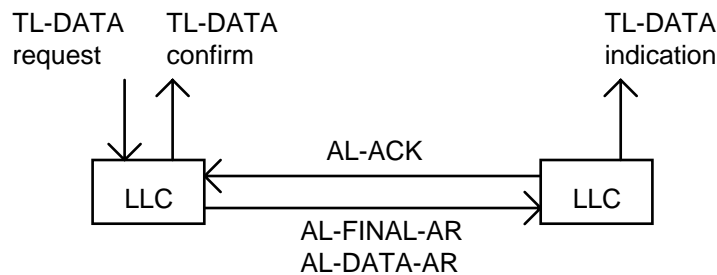 TL-DATA
request
TL-DATA
confirm
TL-DATA
indication
AL-ACK
LLC
LLC
AL-FINAL-AR
AL-DATA-AR